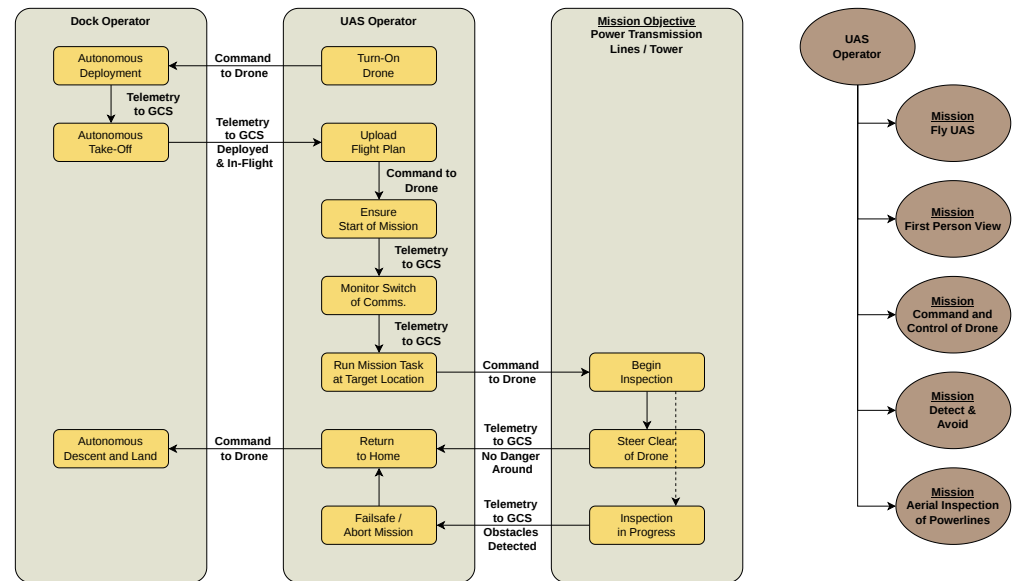 Dock Operator
UAS Operator
Mission Objective
Power Transmission
Lines / Tower
Autonomous
Deployment
Command
to Drone
Turn-On
Drone
Telemetry
to GCS
Autonomous
Take-Off
Telemetry
to GCS
Deployed
& In-Flight
Upload
Flight Plan
Command to
Drone
Ensure
Start of Mission
Telemetry
to GCS
Monitor Switch
of Comms.
Telemetry
to GCS
Run Mission Task
at Target Location
Command
to Drone
Begin
Inspection
Autonomous
Descent and Land
Command
to Drone
Return
to Home
Telemetry
to GCS
No Danger
Around
Steer Clear
of Drone
Failsafe /
Abort Mission
Telemetry
to GCS
Obstacles
Detected
Inspection
in Progress
UAS
Operator
Mission
Fly UAS
Mission
First Person View
Mission
Command and
Control of Drone
Mission
Detect &
Avoid
Mission
Aerial Inspection
of Powerlines